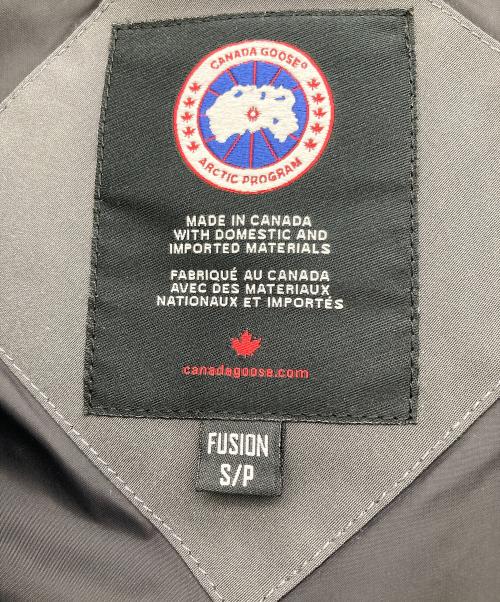 CANADA GOOSE®
ARCTIC PROGRAM
MADE IN CANADA
WITH DOMESTIC AND
IMPORTED MATERIALS
FABRIQUÉ AU CANADA
AVEC DES MATERIAUX
NATIONAUX ET IMPORTÉS
canadagoose.com
FUSION
S/P